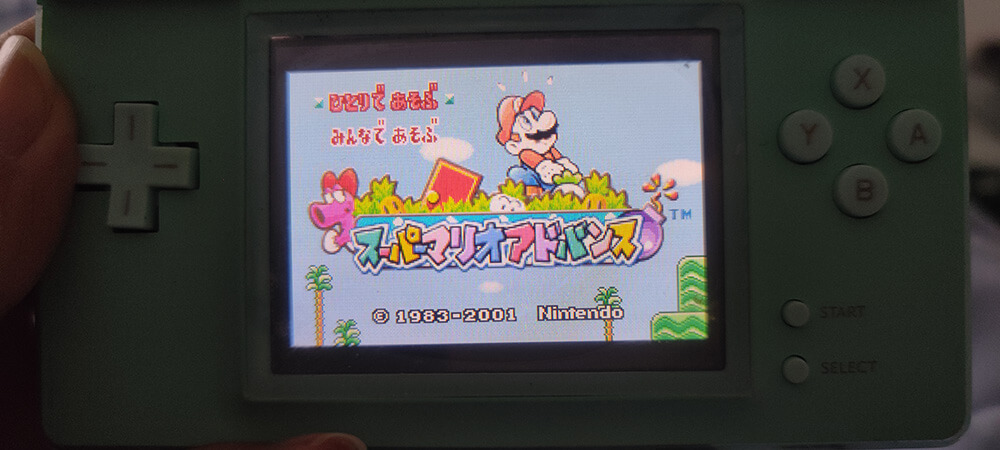 ひとりで あそぶ
みんなで あそぶ
スーパーマリオアドバンス
TM
© 1983-2001 Nintendo
X
Y
A
B
START
SELECT